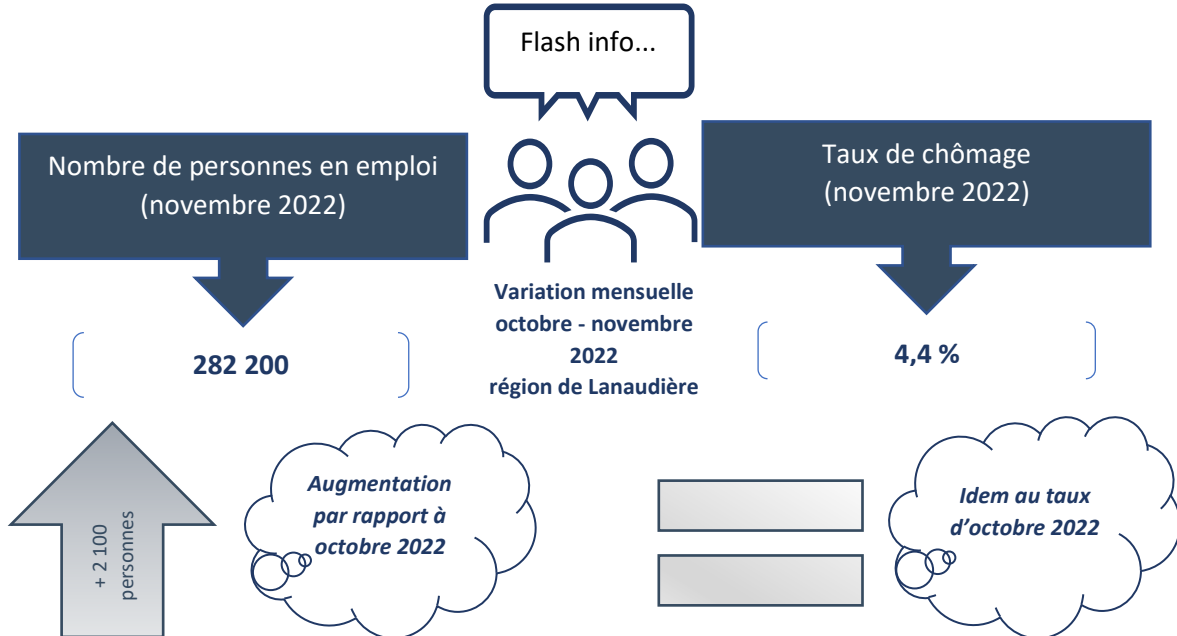 Flash info...
Nombre de personnes en emploi
(novembre 2022)
Taux de chômage
(novembre 2022)
Variation mensuelle
octobre - novembre
2022
région de Lanaudière
282 200
4,4 %
+ 2 100
personnes
Augmentation
par rapport à
octobre 2022
Idem au taux
d’octobre 2022